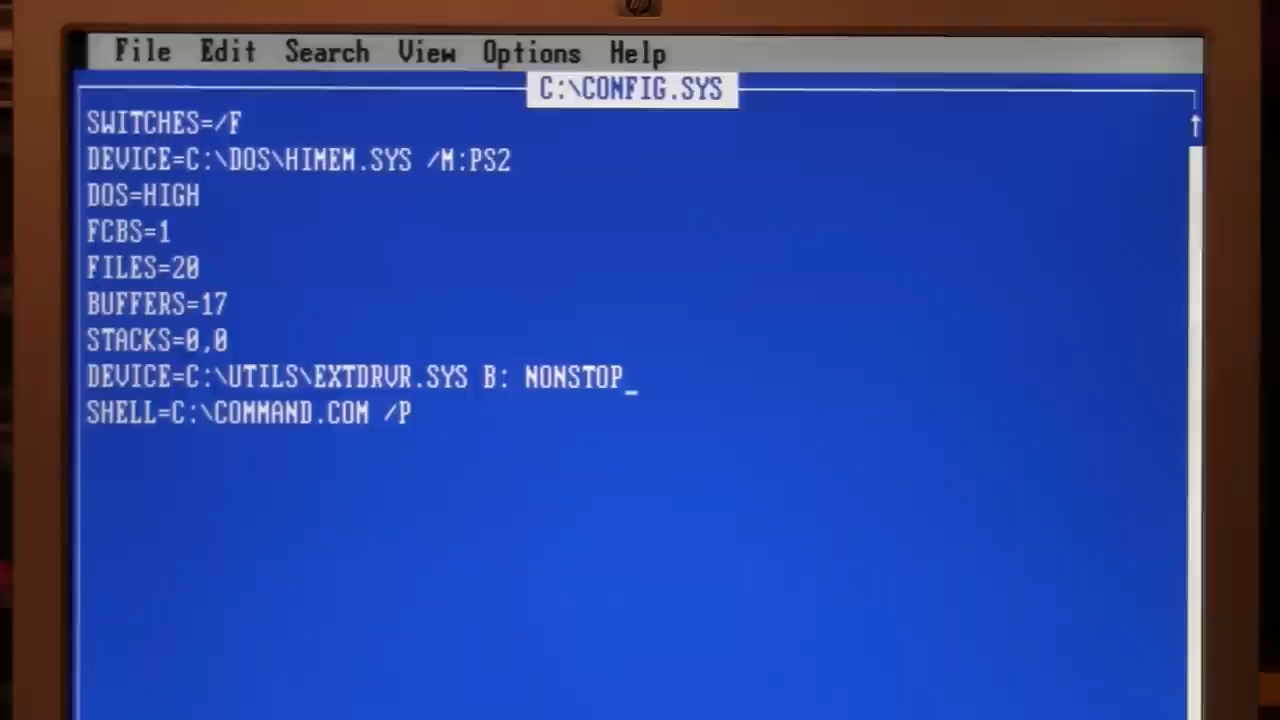 hp
File Edit Search View Options Help
C:\CONFIG.SYS
SWITCHES=/F
DEVICE=C:\DOS\HIMEM.SYS /M:PS2
DOS=HIGH
FCBS=1
FILES=20
BUFFERS=17
STACKS=0,0
DEVICE=C:\UTILS\EXTDRVR.SYS B: NONSTOP_
SHELL=C:\COMMAND.COM /P